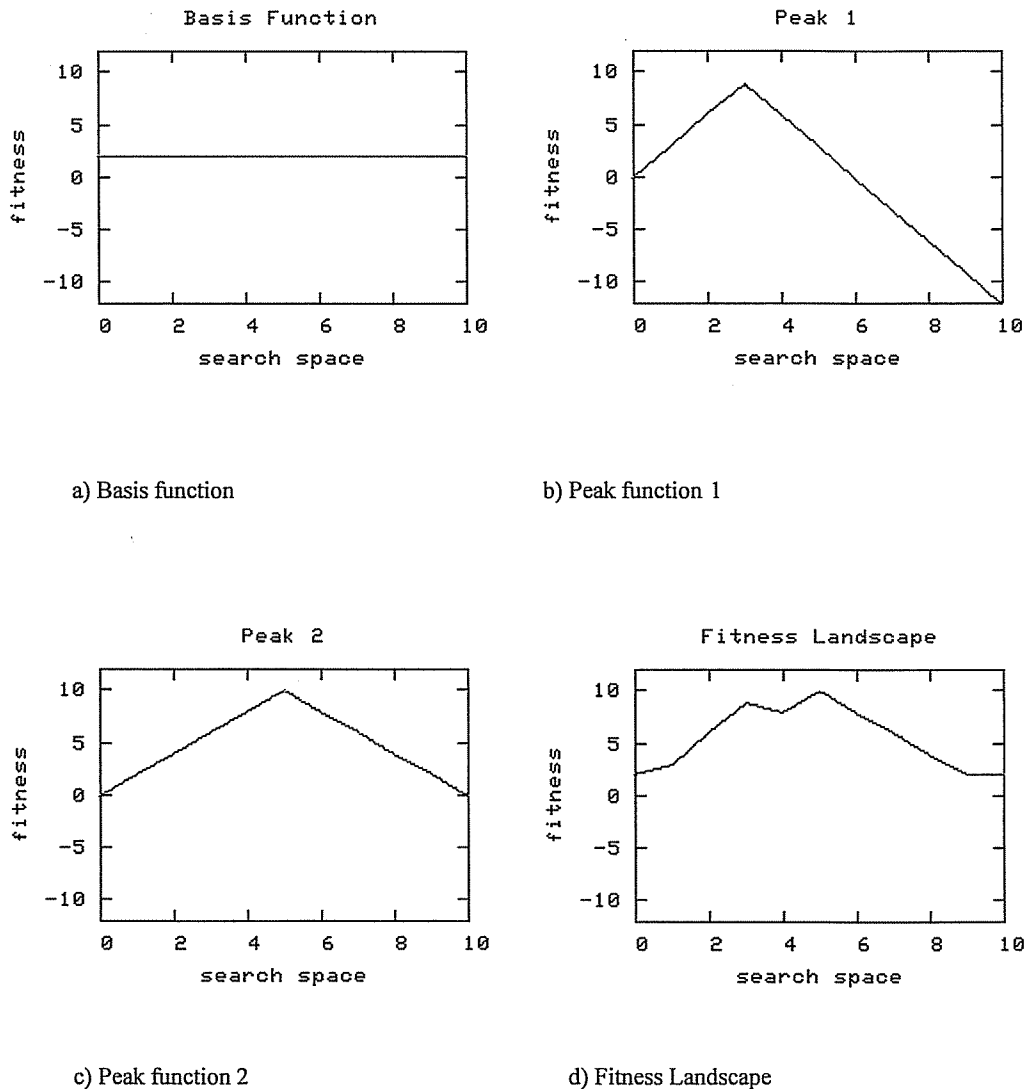 Basis Function
10
5
0
-5
-10
fitness
0 2 4 6 8 10
search space
a) Basis function
Peak 1
10
5
0
-5
-10
fitness
0 2 4 6 8 10
search space
b) Peak function 1
Peak 2
10
5
0
-5
-10
fitness
0 2 4 6 8 10
search space
c) Peak function 2
Fitness Landscape
10
5
0
-5
-10
fitness
0 2 4 6 8 10
search space
d) Fitness Landscape